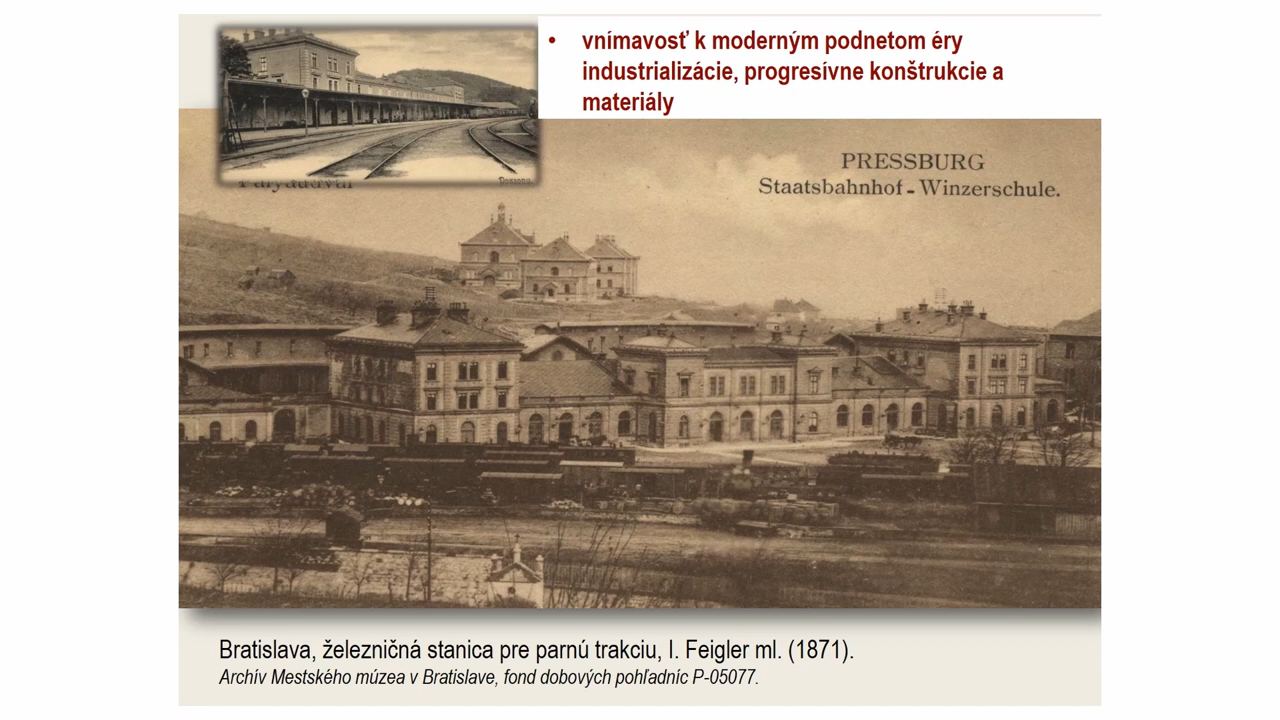 • vnímavosť k moderným podnetom éry
industrializácie, progresívne konštrukcie a
materiály
PRESSBURG
Staatsbahnhof - Winzerschule.
Pozsony.
Bratislava, železničná stanica pre parnú trakciu, I. Feigler ml. (1871).
Archív Mestského múzea v Bratislave, fond dobových pohľadníc P-05077.